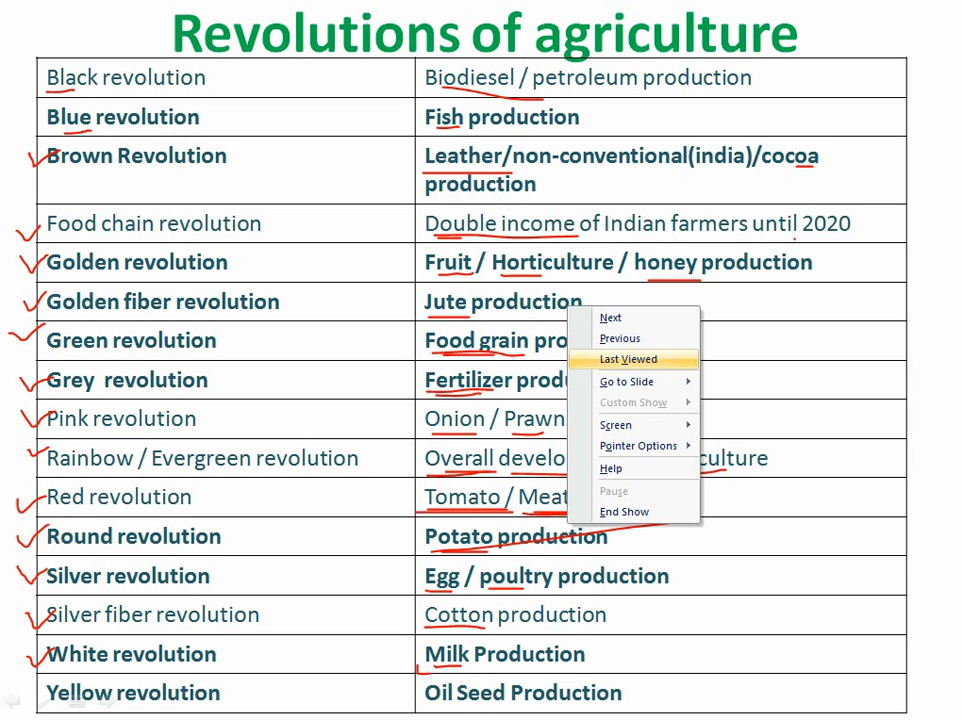 Revolutions of agriculture
Black revolution Biodiesel / petroleum production
Blue revolution Fish production
Brown Revolution Leather/non-conventional(india)/cocoa
production
Food chain revolution Double income of Indian farmers until 2020
Golden revolution Fruit / Horticulture / honey production
Golden fiber revolution Jute production
Next
Green revolution Food grain pro
Previous
Last Viewed
Grey revolution Fertilizer produ
Go to Slide
Custom Show
Pink revolution Onion / Prawn
Screen
Pointer Options
Rainbow / Evergreen revolution Overall develo culture
Help
Pause
Red revolution Tomato / Meat
End Show
Round revolution Potato production
Silver revolution Egg / poultry production
Silver fiber revolution Cotton production
White revolution Milk Production
Yellow revolution Oil Seed Production